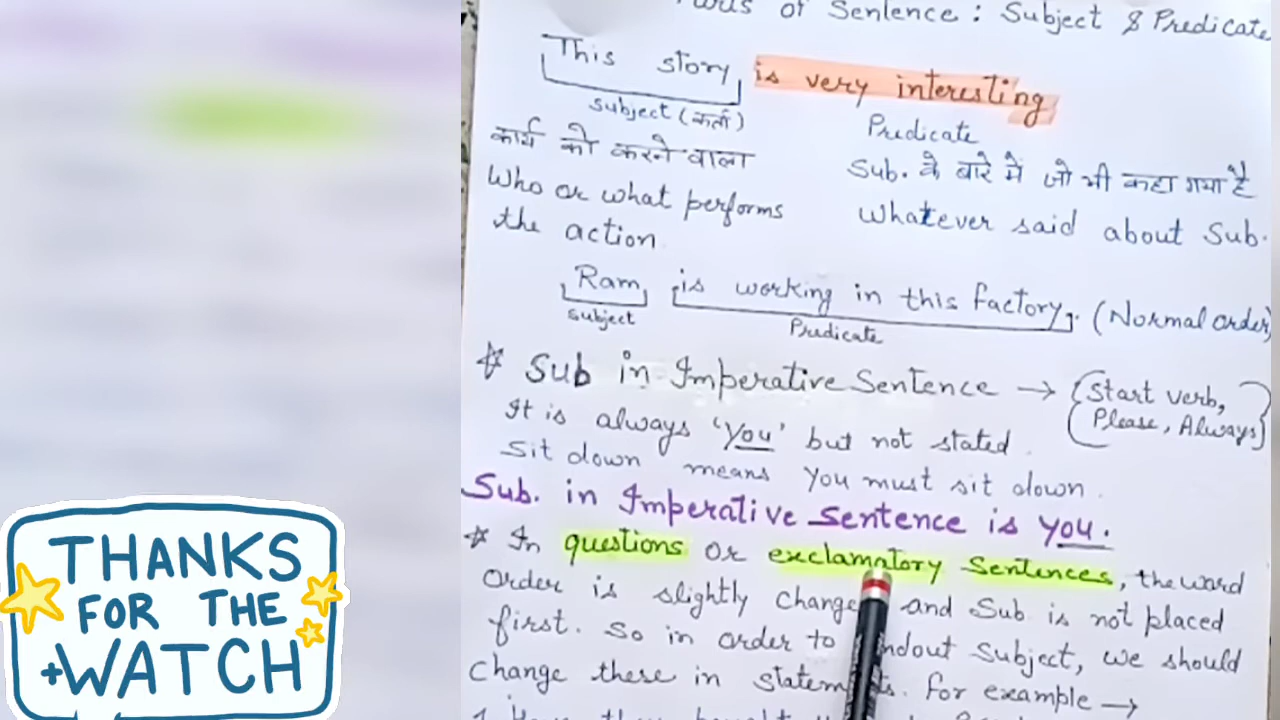 of Sentence : Subject & Predicate
This story is very interesting
Subject (कर्ता)
Predicate
कार्य को करने वाला
Sub. के बारे में जो भी कहा गया है
Who or what performs
the action
Whatever said about Sub.
Ram is working in this factory. (Normal order)
Subject
Predicate
☆ Sub in Imperative Sentence → (Start verb,
Please, Always)
It is always 'You' but not stated.
Sit down means You must sit down.
Sub. in Imperative Sentence is You.
☆ In questions or exclamatory Sentences, the word
order is slightly change and Sub is not placed
first. So in order to Subject, we should
change these in For example →
THANKS
FOR THE
WATCH